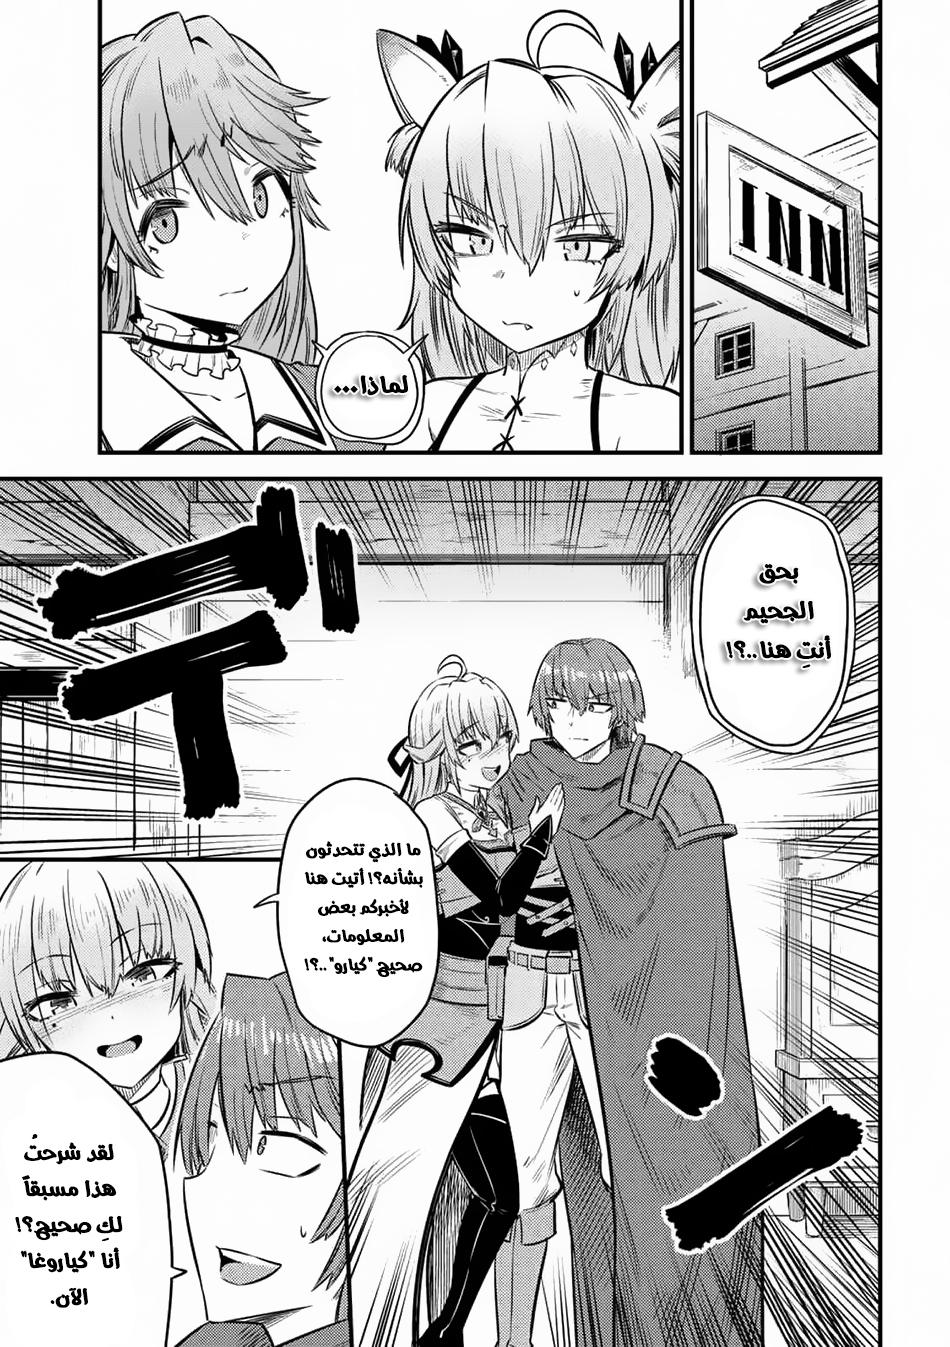 INN
لماذا...
بحق
الجحيم
أنتِ هنا..؟!
ما الذي تتحدثون
بشأنه؟! أتيت هنا
لأخبركم بعض
المعلومات،
صحيح "كيارو"..؟!
لقد شرحتُ
هذا مسبقاً
لكِ صحيح؟!
أنا "كياروغا"
الآن.